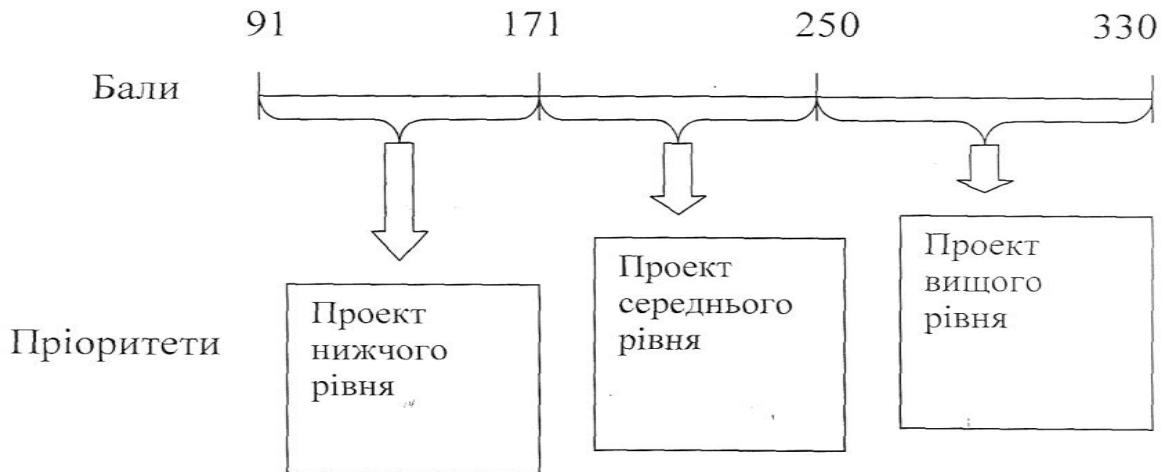 91 171 250 330
Бали
Пріоритети
Проект
нижчого
рівня
Проект
середнього
рівня
Проект
вищого
рівня